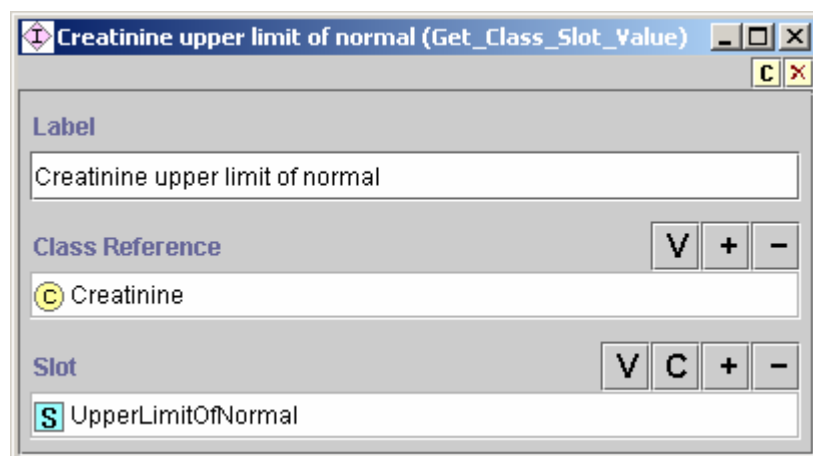 Creatinine upper limit of normal (Get_Class_Slot_Value)
C
Label
Creatinine upper limit of normal
Class Reference V + −
C Creatinine
Slot V C + −
S UpperLimitOfNormal